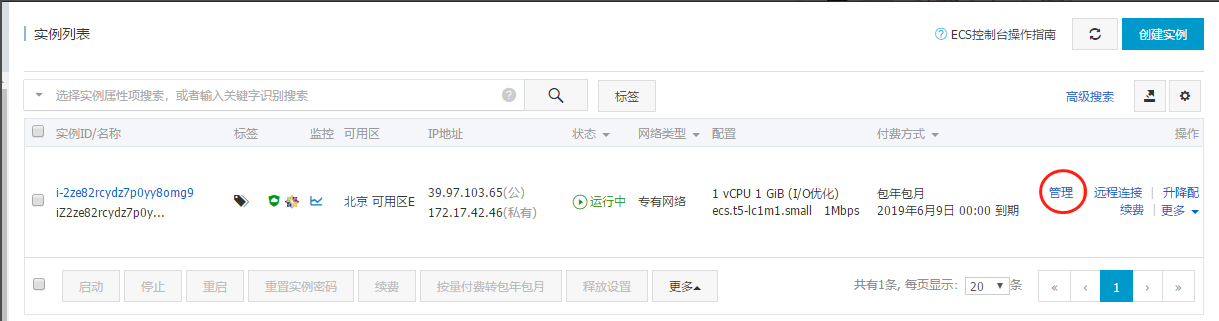 实例列表
ECS控制台操作指南 创建实例
选择实例属性项搜索，或者输入关键字识别搜索 标签 高级搜索
实例ID/名称 标签 监控 可用区 IP地址 状态 网络类型 配置 付费方式 操作
i-2ze82rcydz7p0yy8omg9 39.97.103.65(公) 1 vCPU 1 GiB (I/O优化) 包年包月 管理 远程连接 | 升降配
北京 可用区E 运行中 专有网络
iZ2ze82rcydz7p0y... 172.17.42.46(私有) ecs.t5-lc1m1.small 1Mbps 2019年6月9日 00:00 到期 续费 | 更多
启动 停止 重启 重置实例密码 续费 按量付费转包年包月 释放设置 更多 共有1条, 每页显示: 20 条 « ‹ 1 › »